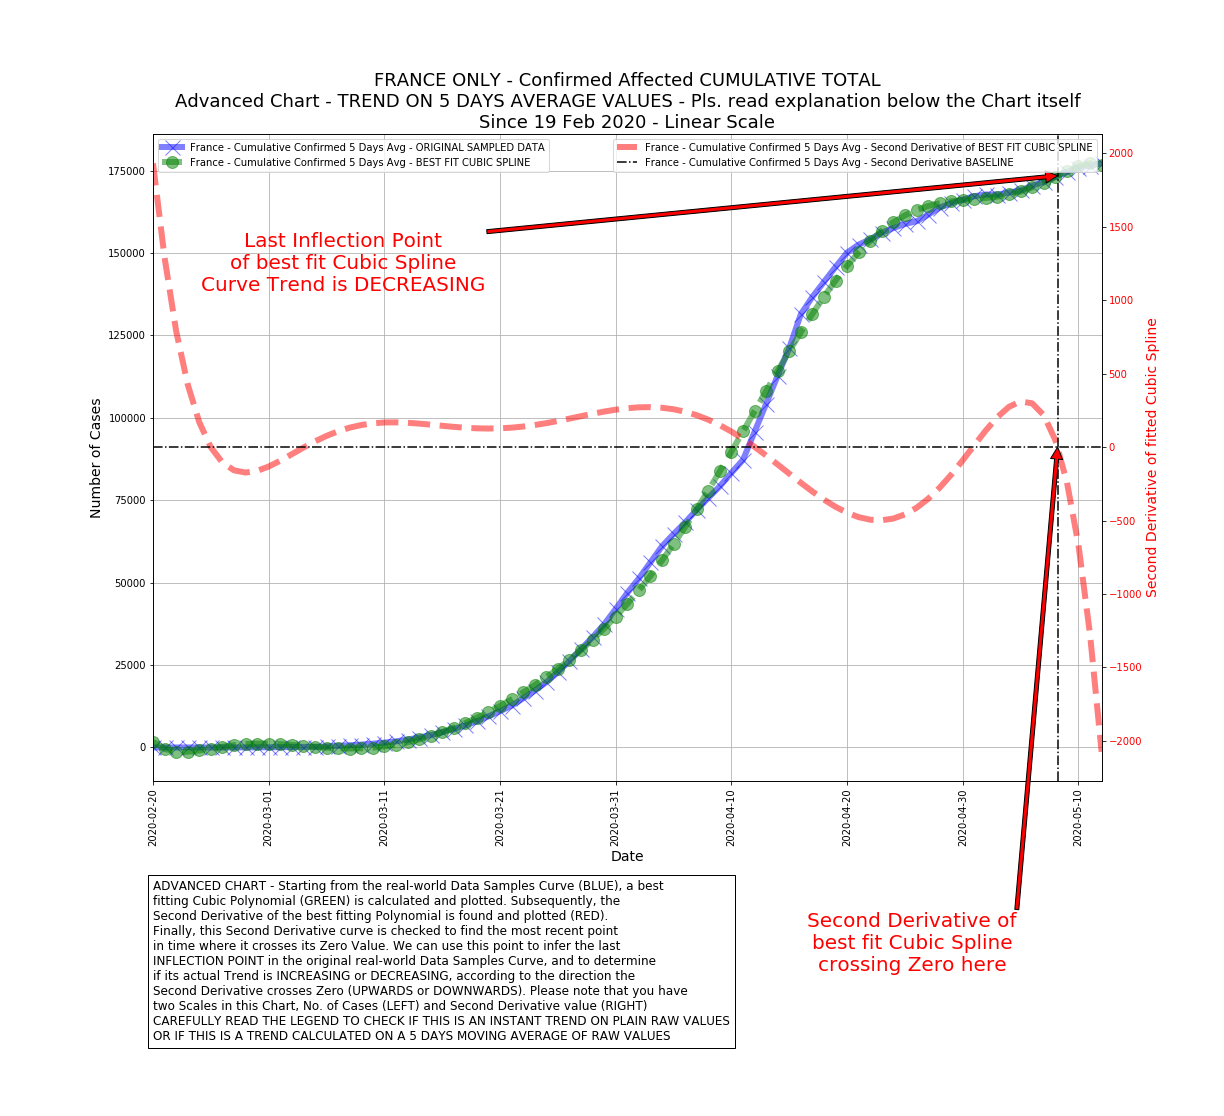 FRANCE ONLY - Confirmed Affected CUMULATIVE TOTAL
Advanced Chart - TREND ON 5 DAYS AVERAGE VALUES - Pls. read explanation below the Chart itself
Since 19 Feb 2020 - Linear Scale
France - Cumulative Confirmed 5 Days Avg - ORIGINAL SAMPLED DATA
France - Cumulative Confirmed 5 Days Avg - BEST FIT CUBIC SPLINE
France - Cumulative Confirmed 5 Days Avg - Second Derivative of BEST FIT CUBIC SPLINE
France - Cumulative Confirmed 5 Days Avg - Second Derivative BASELINE
Number of Cases
175000
150000
125000
100000
75000
50000
25000
0
Last Inflection Point
of best fit Cubic Spline
Curve Trend is DECREASING
2000
1500
1000
500
0
−500
−1000
−1500
−2000
Second Derivative of fitted Cubic Spline
2020-02-20
2020-03-01
2020-03-11
2020-03-21
2020-03-31
2020-04-10
2020-04-20
2020-04-30
2020-05-10
Date
ADVANCED CHART - Starting from the real-world Data Samples Curve (BLUE), a best
fitting Cubic Polynomial (GREEN) is calculated and plotted. Subsequently, the
Second Derivative of the best fitting Polynomial is found and plotted (RED).
Finally, this Second Derivative curve is checked to find the most recent point
in time where it crosses its Zero Value. We can use this point to infer the last
INFLECTION POINT in the original real-world Data Samples Curve, and to determine
if its actual Trend is INCREASING or DECREASING, according to the direction the
Second Derivative crosses Zero (UPWARDS or DOWNWARDS). Please note that you have
two Scales in this Chart, No. of Cases (LEFT) and Second Derivative value (RIGHT)
CAREFULLY READ THE LEGEND TO CHECK IF THIS IS AN INSTANT TREND ON PLAIN RAW VALUES
OR IF THIS IS A TREND CALCULATED ON A 5 DAYS MOVING AVERAGE OF RAW VALUES
Second Derivative of
best fit Cubic Spline
crossing Zero here